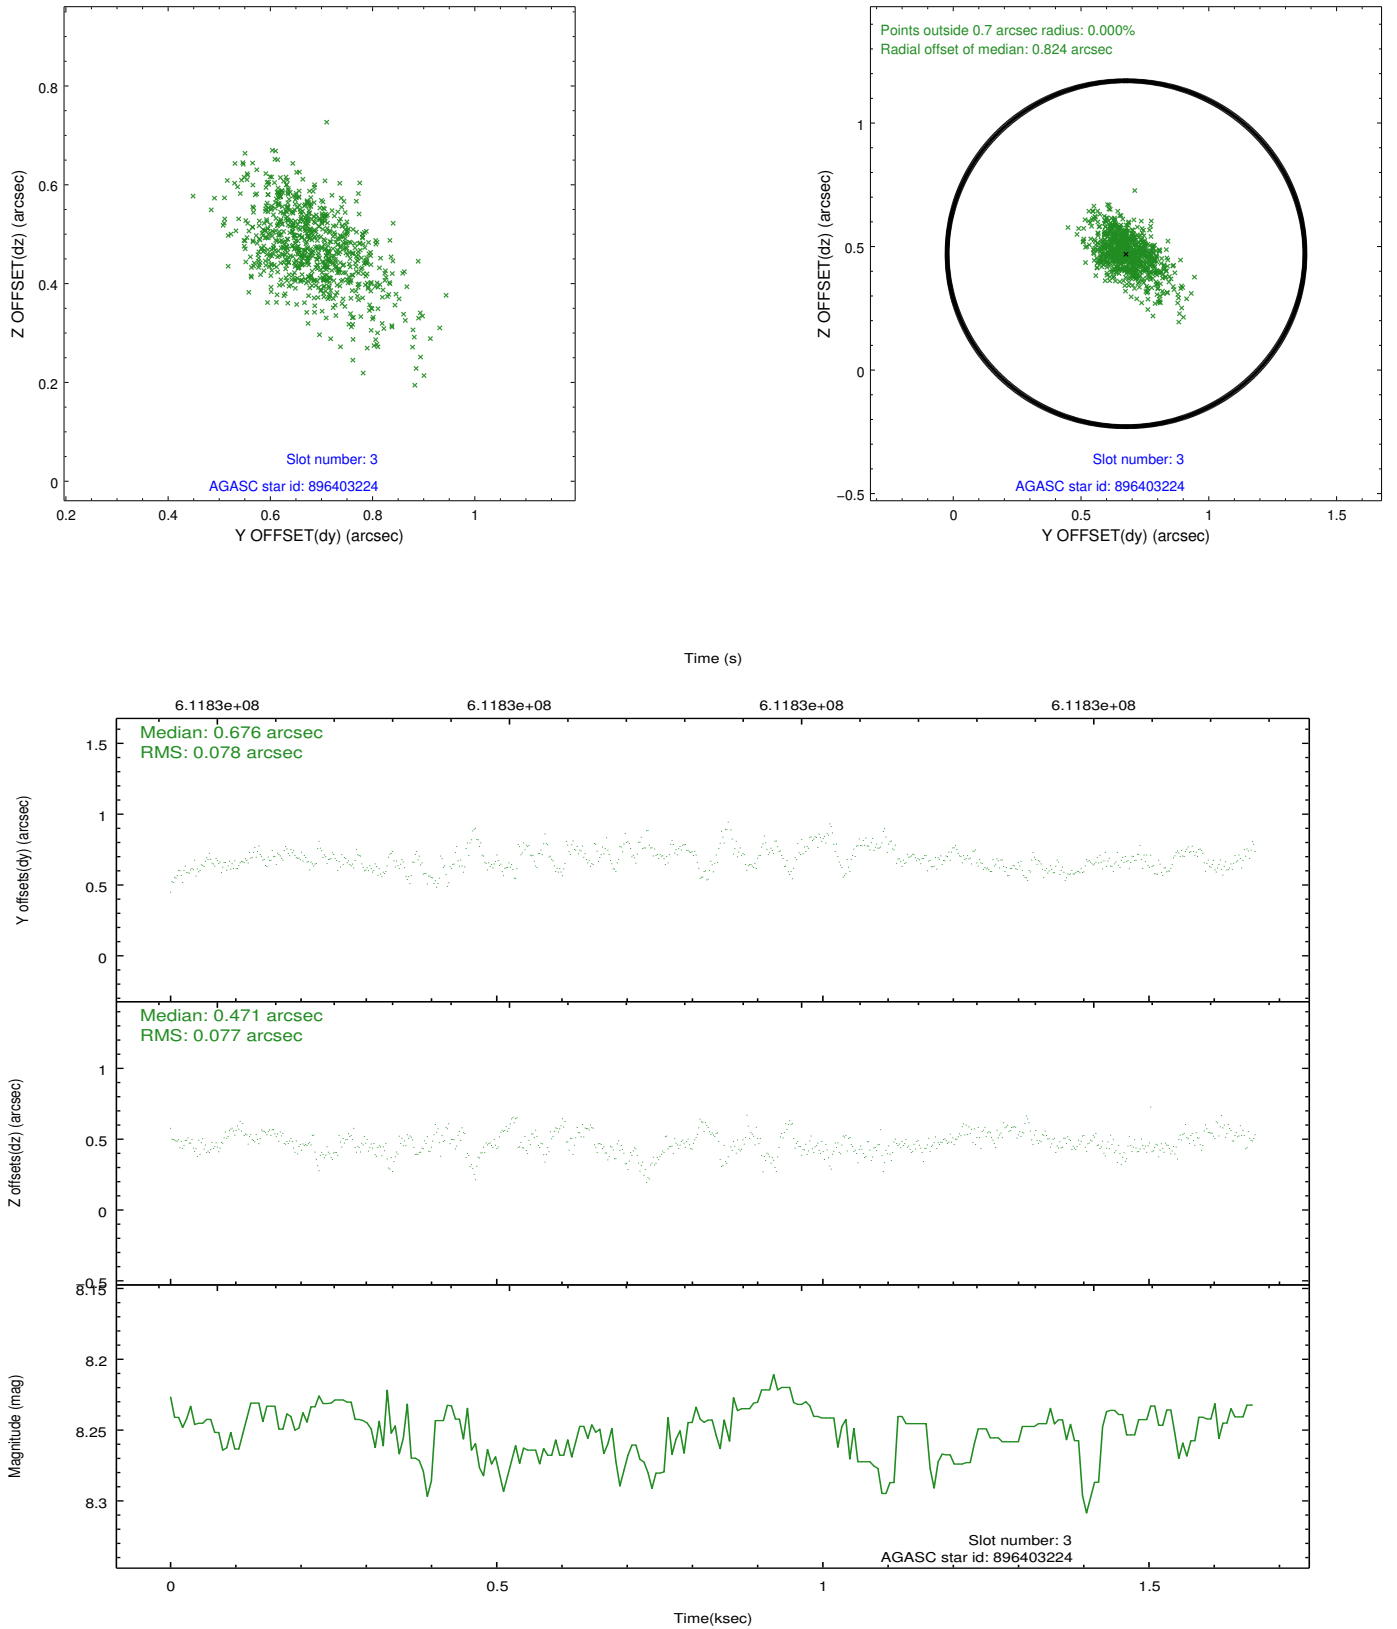 0.8
0.6
0.4
0.2
0
0.2
0.4
0.6
0.8
1
Z OFFSET(dz) (arcsec)
Y OFFSET(dy) (arcsec)
Slot number: 3
AGASC star id: 896403224
Points outside 0.7 arcsec radius: 0.000%
Radial offset of median: 0.824 arcsec
1
0.5
0
−0.5
0
0.5
1
1.5
Z OFFSET(dz) (arcsec)
Y OFFSET(dy) (arcsec)
Slot number: 3
AGASC star id: 896403224
Time (s)
6.1183e+08
6.1183e+08
6.1183e+08
6.1183e+08
Median: 0.676 arcsec
RMS: 0.078 arcsec
1.5
1
0.5
0
Y offsets(dy) (arcsec)
Median: 0.471 arcsec
RMS: 0.077 arcsec
1
0.5
0
−0.5
Z offsets(dz) (arcsec)
8.15
8.2
8.25
8.3
Magnitude (mag)
Slot number: 3
AGASC star id: 896403224
0
0.5
1
1.5
Time(ksec)